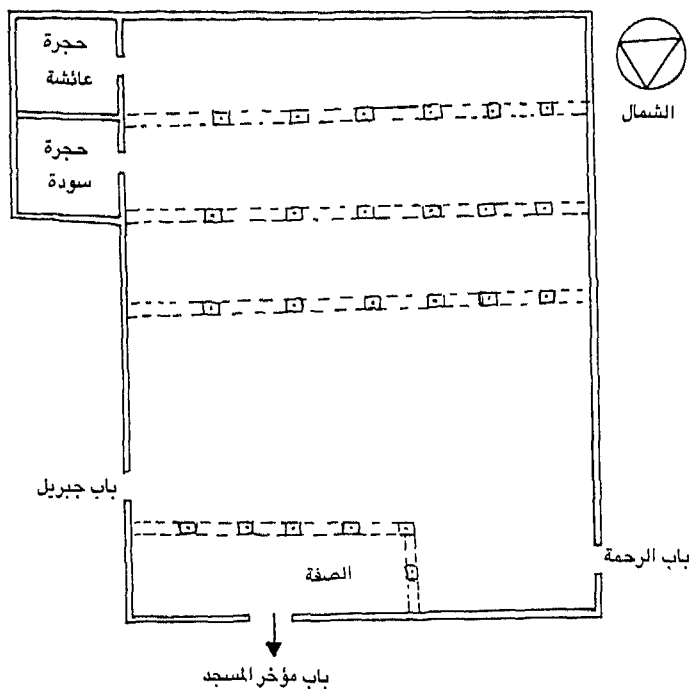 حجرة
عائشة
الشمال
حجرة
سودة
باب جبريل
باب الرحمة
الصفة
باب مؤخر المسجد